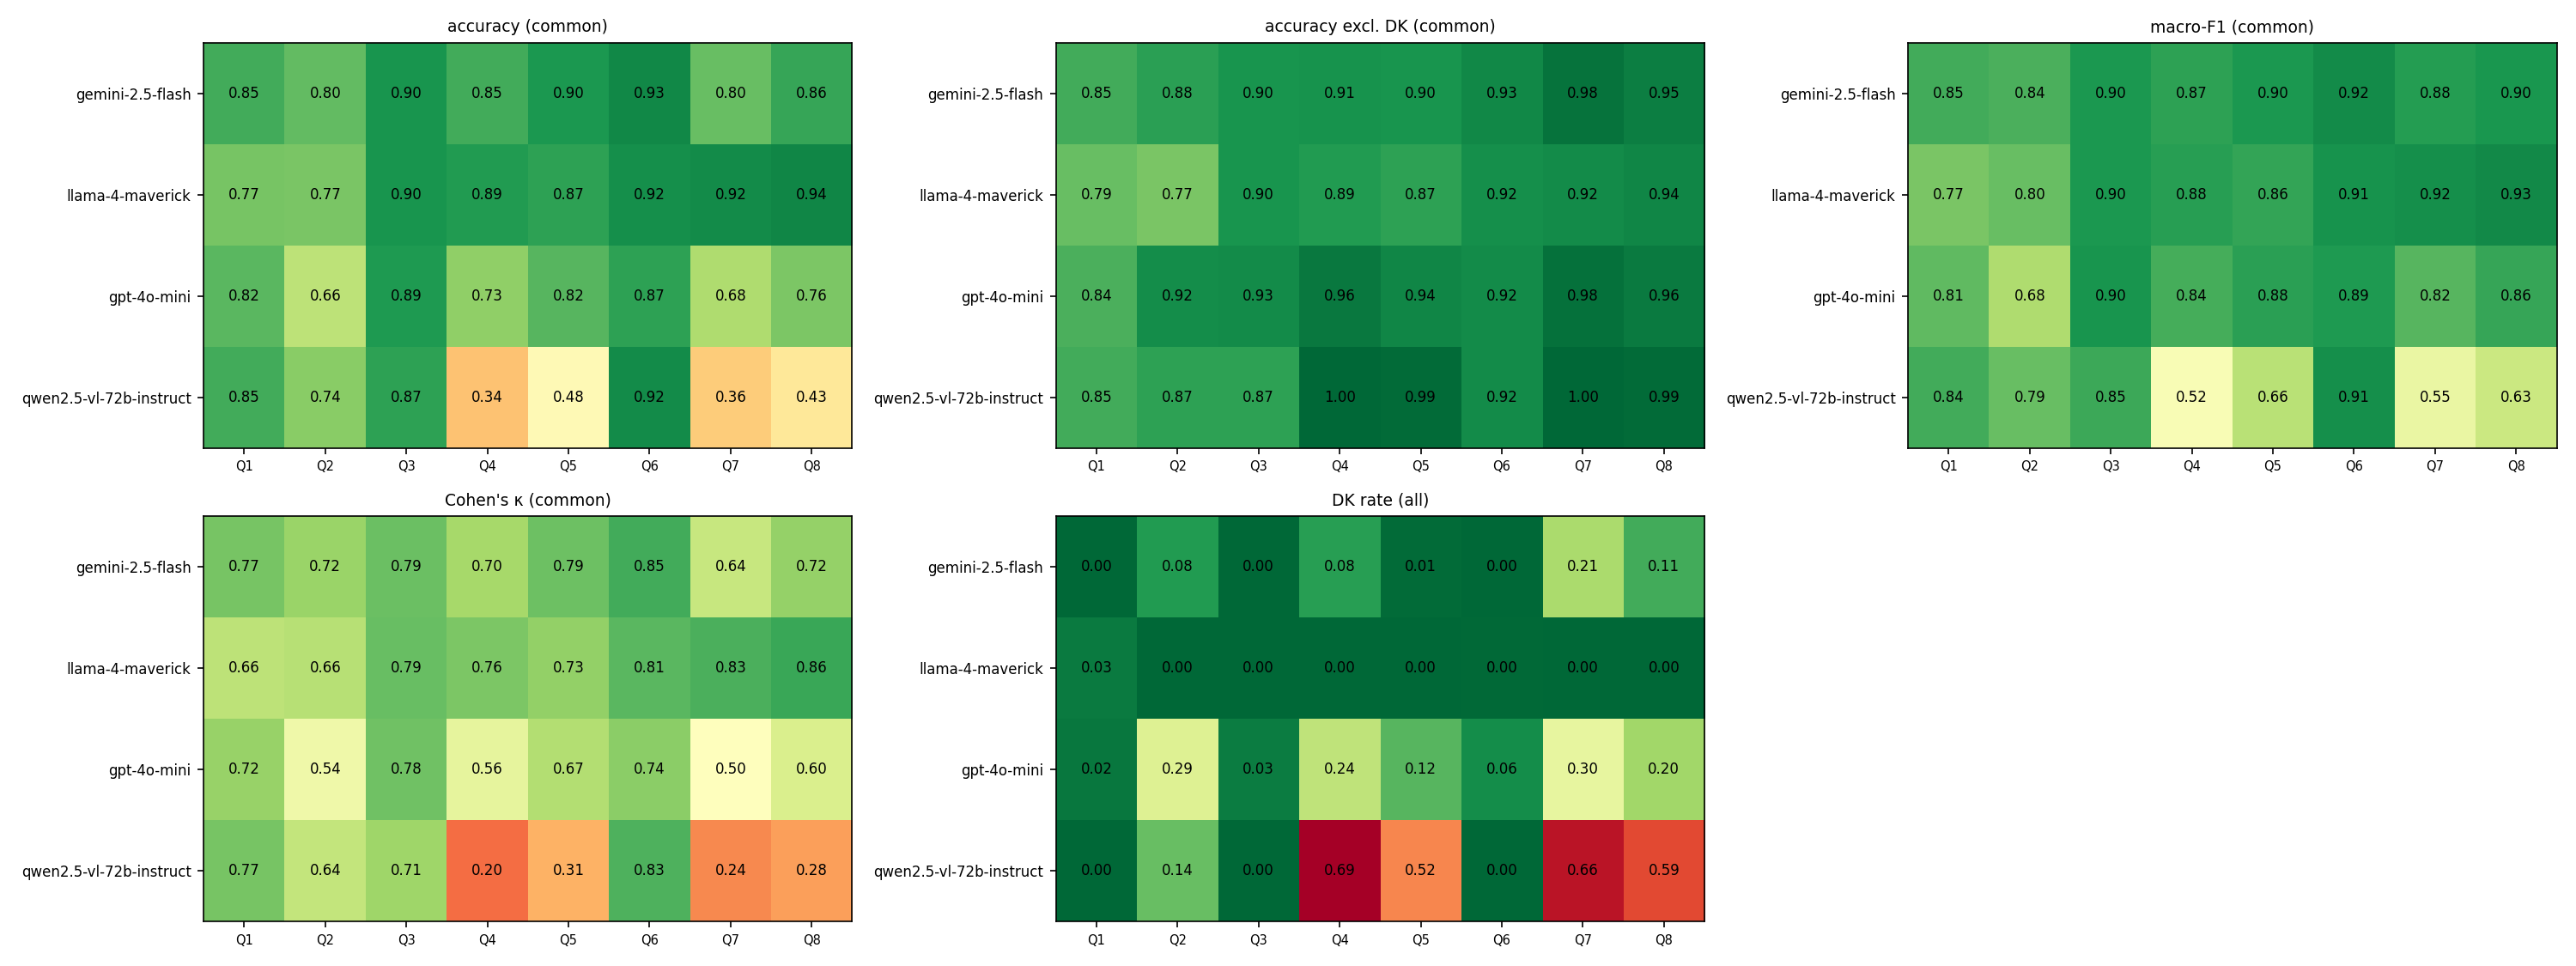 accuracy (common)
gemini-2.5-flash 0.85 0.80 0.90 0.85 0.90 0.93 0.80 0.86
llama-4-maverick 0.77 0.77 0.90 0.89 0.87 0.92 0.92 0.94
gpt-4o-mini 0.82 0.66 0.89 0.73 0.82 0.87 0.68 0.76
qwen2.5-vl-72b-instruct 0.85 0.74 0.87 0.34 0.48 0.92 0.36 0.43
Q1 Q2 Q3 Q4 Q5 Q6 Q7 Q8
accuracy excl. DK (common)
gemini-2.5-flash 0.85 0.88 0.90 0.91 0.90 0.93 0.98 0.95
llama-4-maverick 0.79 0.77 0.90 0.89 0.87 0.92 0.92 0.94
gpt-4o-mini 0.84 0.92 0.93 0.96 0.94 0.92 0.98 0.96
qwen2.5-vl-72b-instruct 0.85 0.87 0.87 1.00 0.99 0.92 1.00 0.99
Q1 Q2 Q3 Q4 Q5 Q6 Q7 Q8
macro-F1 (common)
gemini-2.5-flash 0.85 0.84 0.90 0.87 0.90 0.92 0.88 0.90
llama-4-maverick 0.77 0.80 0.90 0.88 0.86 0.91 0.92 0.93
gpt-4o-mini 0.81 0.68 0.90 0.84 0.88 0.89 0.82 0.86
qwen2.5-vl-72b-instruct 0.84 0.79 0.85 0.52 0.66 0.91 0.55 0.63
Q1 Q2 Q3 Q4 Q5 Q6 Q7 Q8
Cohen's κ (common)
gemini-2.5-flash 0.77 0.72 0.79 0.70 0.79 0.85 0.64 0.72
llama-4-maverick 0.66 0.66 0.79 0.76 0.73 0.81 0.83 0.86
gpt-4o-mini 0.72 0.54 0.78 0.56 0.67 0.74 0.50 0.60
qwen2.5-vl-72b-instruct 0.77 0.64 0.71 0.20 0.31 0.83 0.24 0.28
Q1 Q2 Q3 Q4 Q5 Q6 Q7 Q8
DK rate (all)
gemini-2.5-flash 0.00 0.08 0.00 0.08 0.01 0.00 0.21 0.11
llama-4-maverick 0.03 0.00 0.00 0.00 0.00 0.00 0.00 0.00
gpt-4o-mini 0.02 0.29 0.03 0.24 0.12 0.06 0.30 0.20
qwen2.5-vl-72b-instruct 0.00 0.14 0.00 0.69 0.52 0.00 0.66 0.59
Q1 Q2 Q3 Q4 Q5 Q6 Q7 Q8